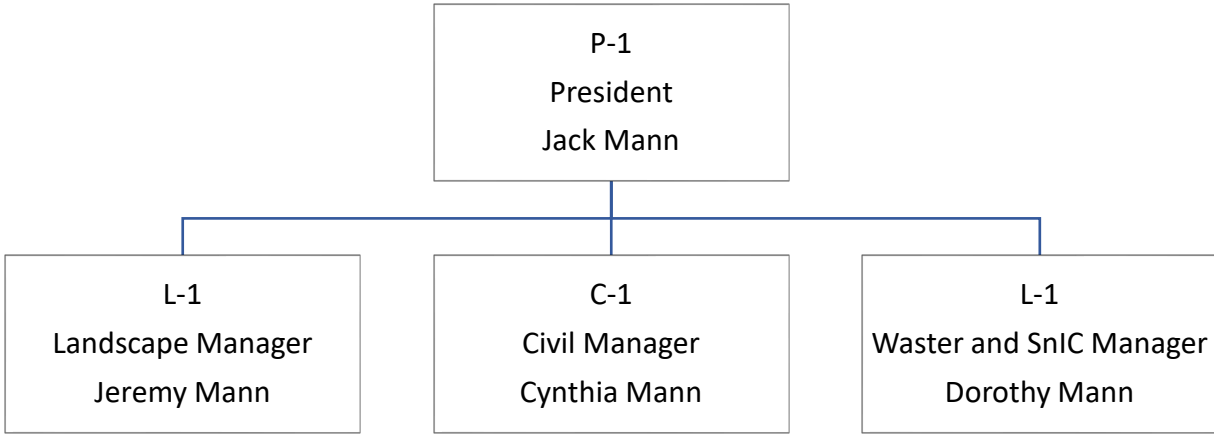 P-1
President
Jack Mann
L-1
Landscape Manager
Jeremy Mann
C-1
Civil Manager
Cynthia Mann
L-1
Waster and SnIC Manager
Dorothy Mann